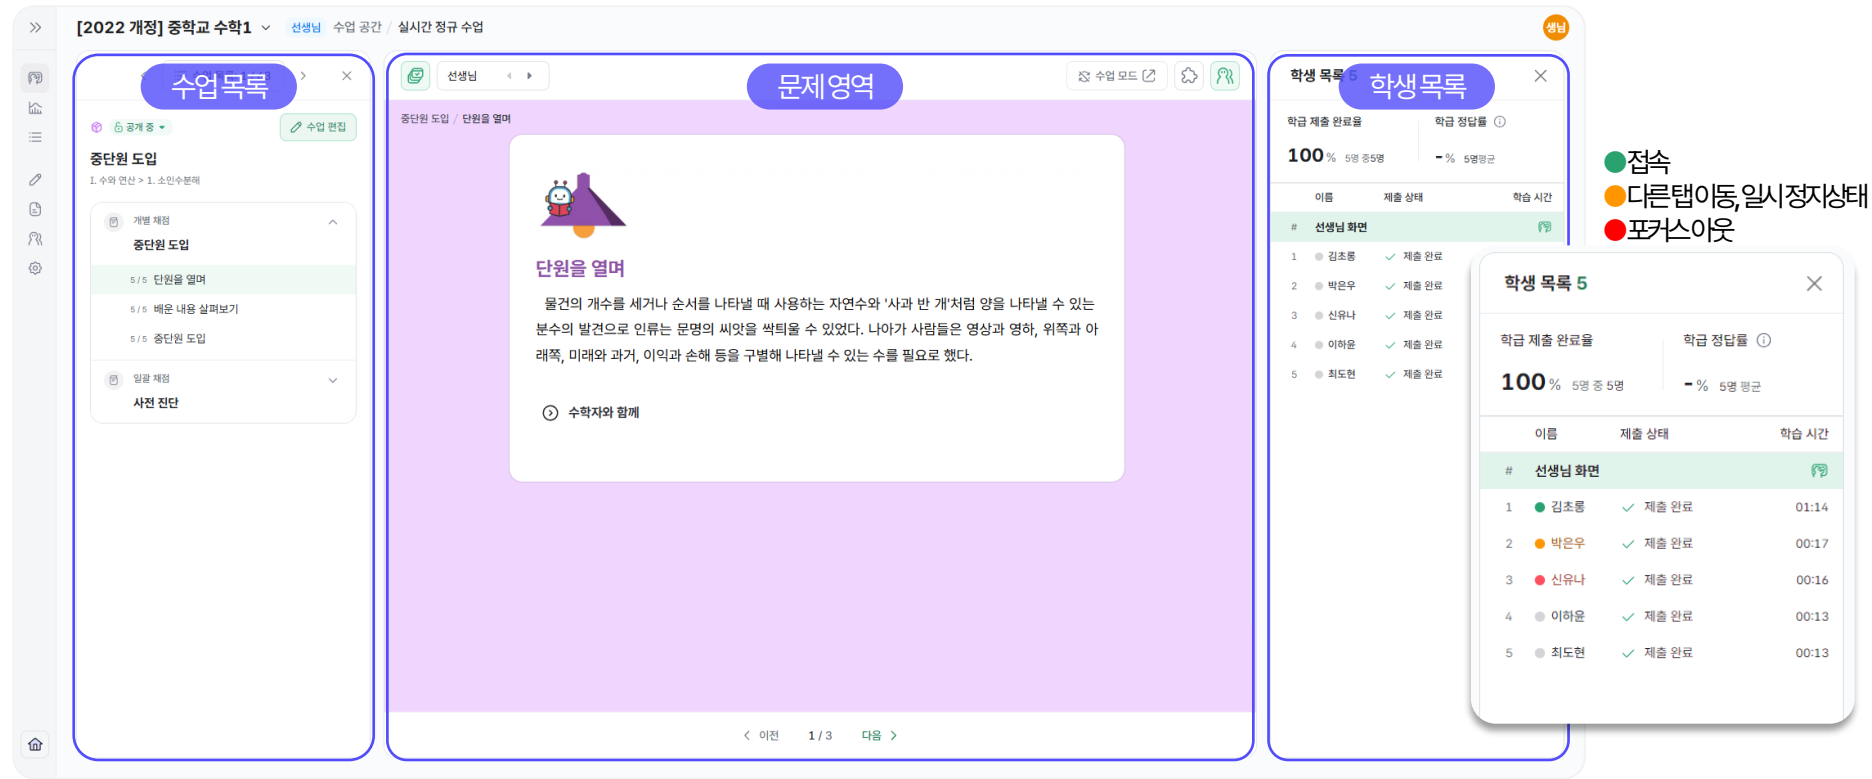 [2022 개정] 중학교 수학1
선생님 수업 공간 / 실시간 정규 수업
생님
수업 목록
공개 중
수업 편집
중단원 도입
I. 수와 연산 > 1. 소인수분해
개별 채점
중단원 도입
5 / 5 단원을 열며
5 / 5 배운 내용 살펴보기
5 / 5 중단원 도입
일괄 채점
사전 진단
선생님
문제 영역
수업 모드
중단원 도입 / 단원을 열며
단원을 열며
물건의 개수를 세거나 순서를 나타낼 때 사용하는 자연수와 '사과 반 개'처럼 양을 나타낼 수 있는
분수의 발견으로 인류는 문명의 씨앗을 싹틔울 수 있었다. 나아가 사람들은 영상과 영하, 위쪽과 아
래쪽, 미래와 과거, 이익과 손해 등을 구별해 나타낼 수 있는 수를 필요로 했다.
수학자와 함께
이전 1 / 3 다음
학생 목록 5
학생 목록
학급 제출 완료율 학급 정답률
100 % 5명 중5명 - % 5명평균
이름 제출 상태 학습 시간
# 선생님 화면
1 김초롱 제출 완료
2 박은우 제출 완료
3 신유나 제출 완료
4 이하윤 제출 완료
5 최도현 제출 완료
접속
다른 탭 이동, 일시 정지 상태
포커스 아웃
학생 목록 5
학급 제출 완료율 학급 정답률
100 % 5명 중 5명 - % 5명 평균
이름 제출 상태 학습 시간
# 선생님 화면
1 김초롱 제출 완료 01:14
2 박은우 제출 완료 00:17
3 신유나 제출 완료 00:16
4 이하윤 제출 완료 00:13
5 최도현 제출 완료 00:13